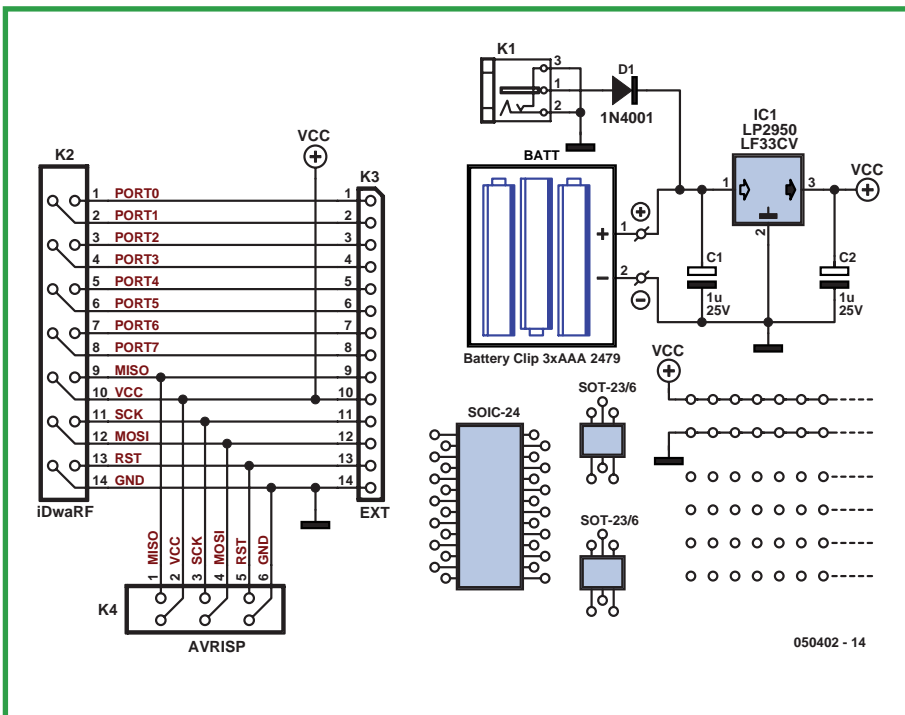 K1
3
1
2
D1
1N4001
IC1
LP2950
LF33CV
VCC
1
3
2
BATT
+
1
+
−
2
−
C1
1u
25V
C2
1u
25V
Battery Clip 3xAAA 2479
K2
VCC
K3
1 PORT0 1
2 PORT1 2
3 PORT2 3
4 PORT3 4
5 PORT4 5
6 PORT5 6
7 PORT6 7
8 PORT7 8
9 MISO 9
10 VCC 10
11 SCK 11
12 MOSI 12
13 RST 13
14 GND 14
iDwaRF
EXT
1 MISO
2 VCC
3 SCK
4 MOSI
5 RST
6 GND
K4
AVRISP
SOIC-24
SOT-23/6
SOT-23/6
VCC
050402 - 14